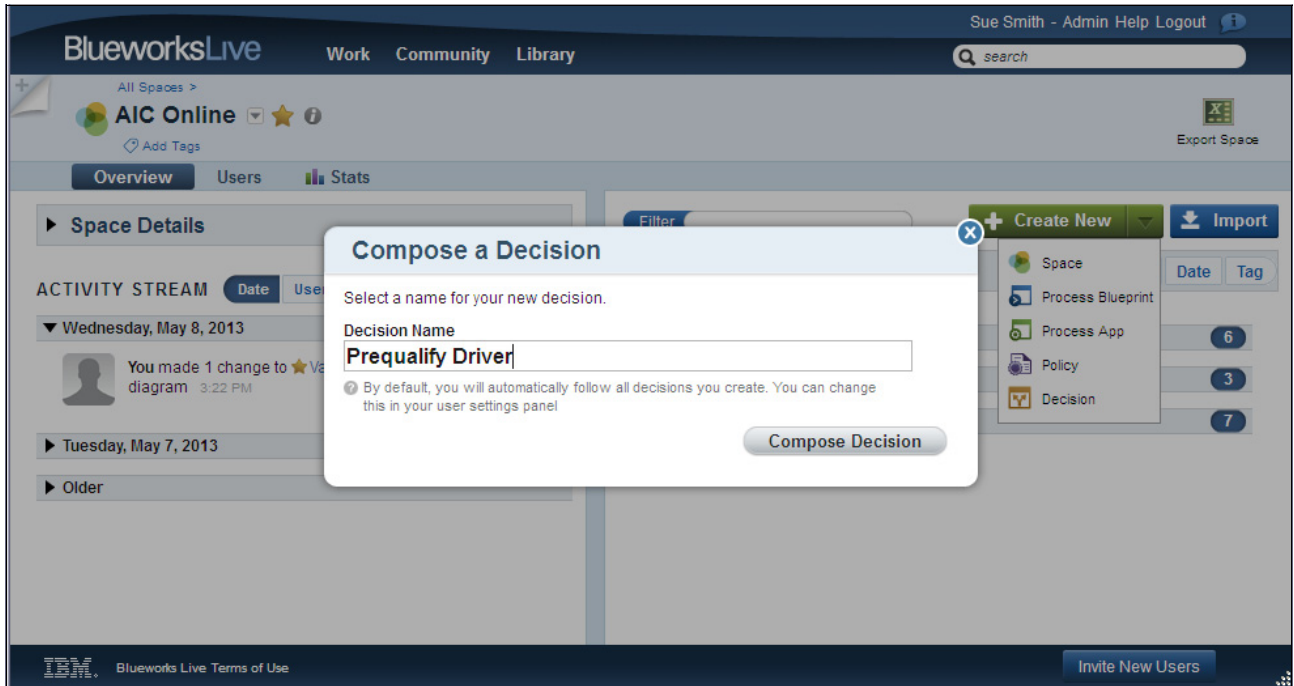 Sue Smith - Admin Help Logout
BlueworksLive Work Community Library
search
All Spaces >
AIC Online
Add Tags
Export Space
Overview Users Stats
Space Details
Filter
Create New
Import
Compose a Decision
Select a name for your new decision.
Decision Name
Prequalify Driver
By default, you will automatically follow all decisions you create. You can change
this in your user settings panel
Compose Decision
Space
Process Blueprint
Process App
Policy
Decision
Date Tag
6
3
7
ACTIVITY STREAM Date
Wednesday, May 8, 2013
You made 1 change to
diagram 3:22 PM
Tuesday, May 7, 2013
Older
IBM. Blueworks Live Terms of Use
Invite New Users